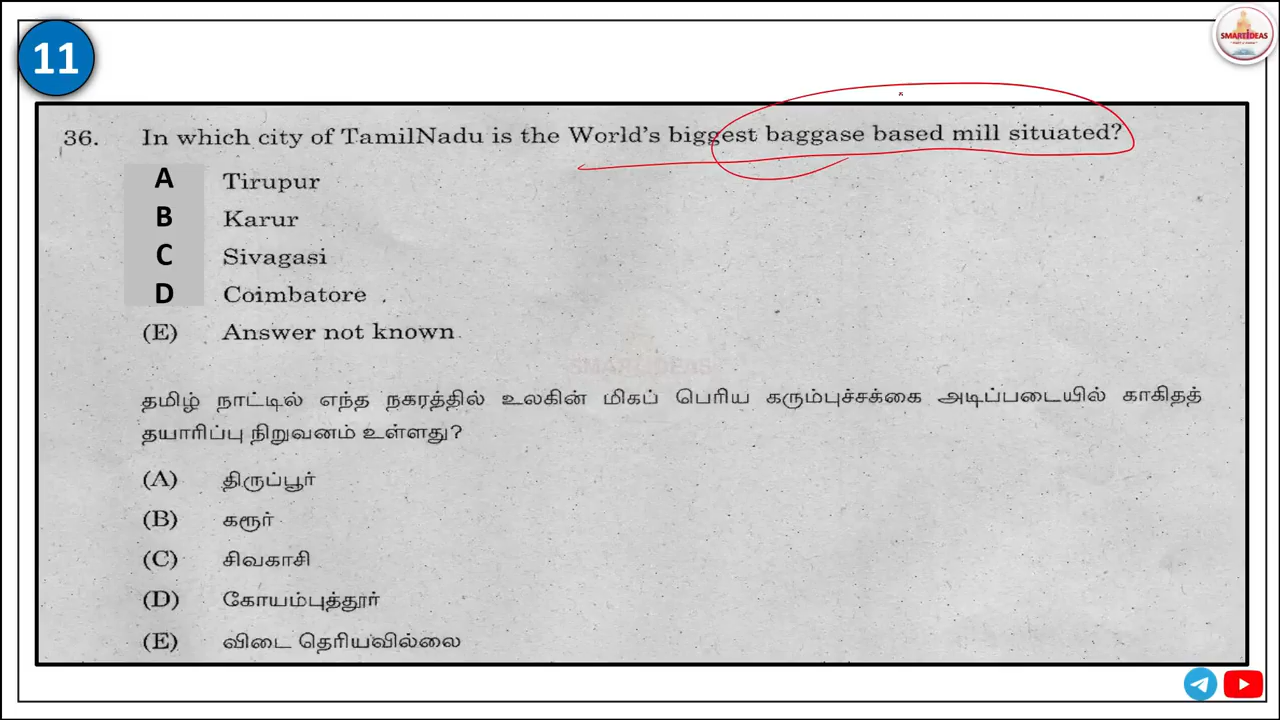 11
SMARTIDEAS
36. In which city of TamilNadu is the World's biggest baggase based mill situated?
A Tirupur
B Karur
C Sivagasi
D Coimbatore
(E) Answer not known
SMARTIDEAS
தமிழ் நாட்டில் எந்த நகரத்தில் உலகின் மிகப் பெரிய கரும்புச்சக்கை அடிப்படையில் காகிதத்
தயாரிப்பு நிறுவனம் உள்ளது?
(A) திருப்பூர்
(B) கரூர்
(C) சிவகாசி
(D) கோயம்புத்தூர்
(E) விடை தெரியவில்லை